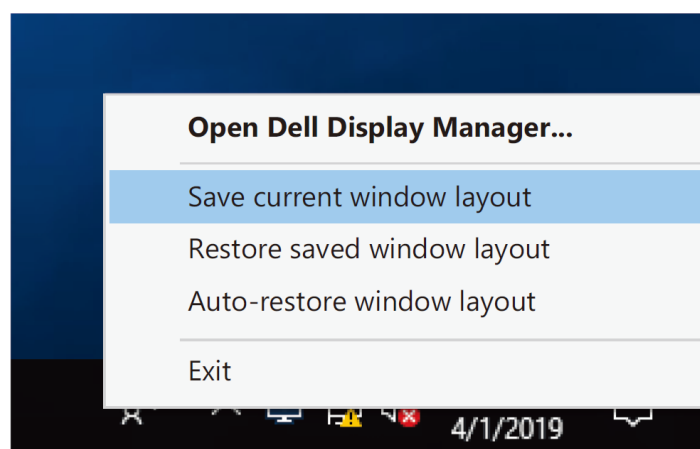 Open Dell Display Manager...
Save current window layout
Restore saved window layout
Auto-restore window layout
Exit
4/1/2019